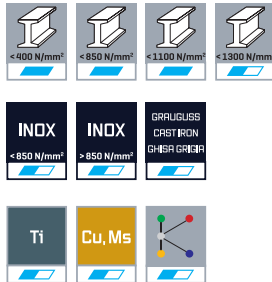 <400 N/mm² <850 N/mm² <1100 N/mm² <1300 N/mm²
INOX INOX GRAUGUSS
CAST IRON
GHISA GRIGIA
<850 N/mm² >850 N/mm²
Ti Cu, Ms